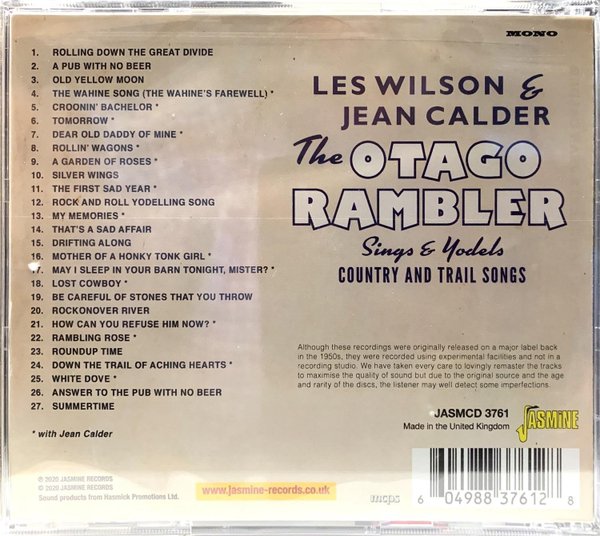 MONO
LES WILSON &
JEAN CALDER
The OTAGO
RAMBLER
Sings & Yodels
COUNTRY AND TRAIL SONGS
1. ROLLING DOWN THE GREAT DIVIDE
2. A PUB WITH NO BEER
3. OLD YELLOW MOON
4. THE WAHINE SONG (THE WAHINE'S FAREWELL) *
5. CROONIN' BACHELOR *
6. TOMORROW *
7. DEAR OLD DADDY OF MINE *
8. ROLLIN' WAGONS *
9. A GARDEN OF ROSES *
10. SILVER WINGS
11. THE FIRST SAD YEAR *
12. ROCK AND ROLL YODELLING SONG
13. MY MEMORIES *
14. THAT'S A SAD AFFAIR
15. DRIFTING ALONG
16. MOTHER OF A HONKY TONK GIRL *
17. MAY I SLEEP IN YOUR BARN TONIGHT, MISTER? *
18. LOST COWBOY *
19. BE CAREFUL OF STONES THAT YOU THROW
20. ROCKONOVER RIVER
21. HOW CAN YOU REFUSE HIM NOW? *
22. RAMBLING ROSE *
23. ROUNDUP TIME
24. DOWN THE TRAIL OF ACHING HEARTS *
25. WHITE DOVE *
26. ANSWER TO THE PUB WITH NO BEER
27. SUMMERTIME
* with Jean Calder
Although these recordings were originally released on a major label back
in the 1950s, they were recorded using experimental facilities and not in a
recording studio. We have taken every care to lovingly remaster the tracks
to maximise the quality of sound but due to the original source and the age
and rarity of the discs, the listener may well detect some imperfections.
JASMCD 3761
Made in the United Kingdom
JASMINE
℗ 2020 JASMINE RECORDS
© 2020 JASMINE RECORDS
Sound products from Hasmick Promotions Ltd.
www.jasmine-records.co.uk
mcps
6 04988 37612 8